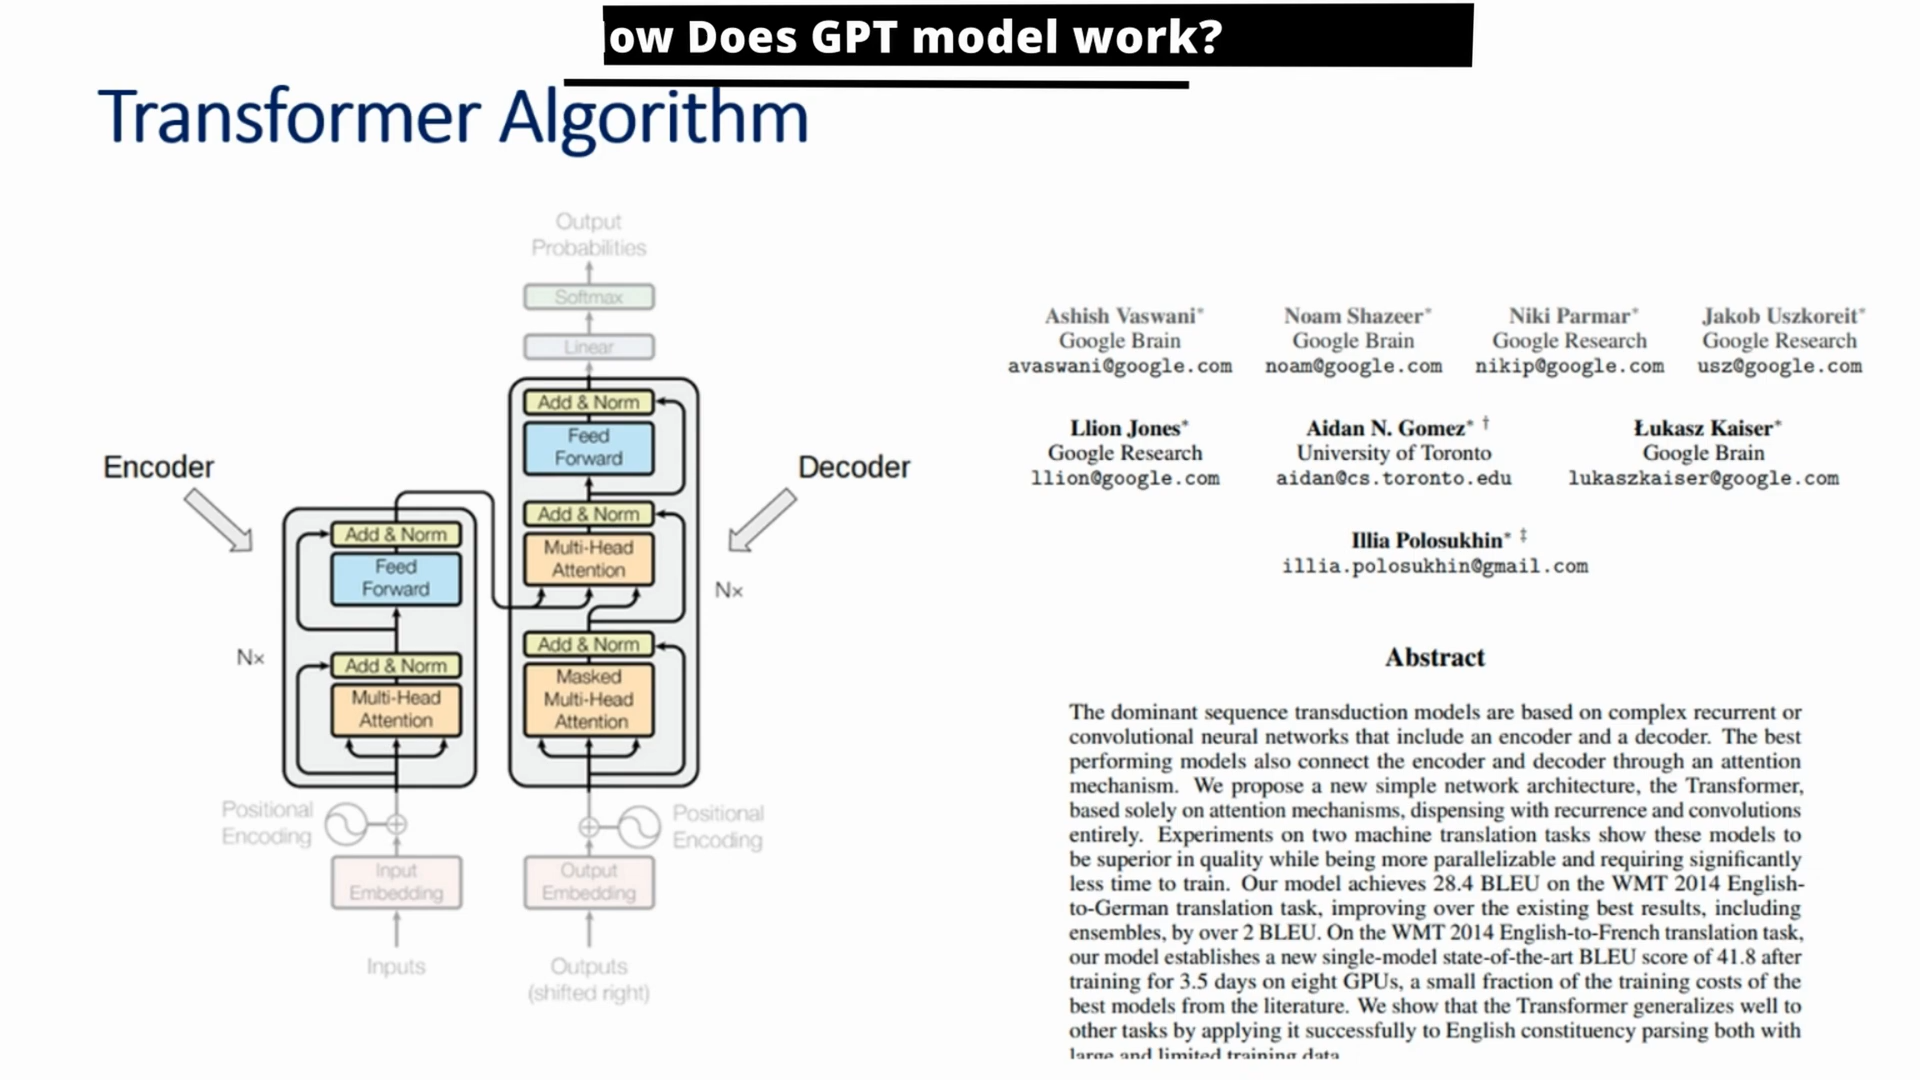 ow Does GPT model work?
Transformer Algorithm
Output
Probabilities
Softmax
Linear
Add & Norm
Feed
Forward
Add & Norm
Multi-Head
Attention
Add & Norm
Masked
Multi-Head
Attention
Nx
Decoder
Encoder
Add & Norm
Feed
Forward
Nx
Add & Norm
Multi-Head
Attention
Positional
Encoding
Positional
Encoding
Input
Embedding
Output
Embedding
Inputs
Outputs
(shifted right)
Ashish Vaswani* Noam Shazeer* Niki Parmar* Jakob Uszkoreit*
Google Brain Google Brain Google Research Google Research
avaswani@google.com noam@google.com nikip@google.com usz@google.com
Llion Jones* Aidan N. Gomez* † Łukasz Kaiser*
Google Research University of Toronto Google Brain
llion@google.com aidan@cs.toronto.edu lukaszkaiser@google.com
Illia Polosukhin* ‡
illia.polosukhin@gmail.com
Abstract
The dominant sequence transduction models are based on complex recurrent or
convolutional neural networks that include an encoder and a decoder. The best
performing models also connect the encoder and decoder through an attention
mechanism. We propose a new simple network architecture, the Transformer,
based solely on attention mechanisms, dispensing with recurrence and convolutions
entirely. Experiments on two machine translation tasks show these models to
be superior in quality while being more parallelizable and requiring significantly
less time to train. Our model achieves 28.4 BLEU on the WMT 2014 English-
to-German translation task, improving over the existing best results, including
ensembles, by over 2 BLEU. On the WMT 2014 English-to-French translation task,
our model establishes a new single-model state-of-the-art BLEU score of 41.8 after
training for 3.5 days on eight GPUs, a small fraction of the training costs of the
best models from the literature. We show that the Transformer generalizes well to
other tasks by applying it successfully to English constituency parsing both with
large and limited training data